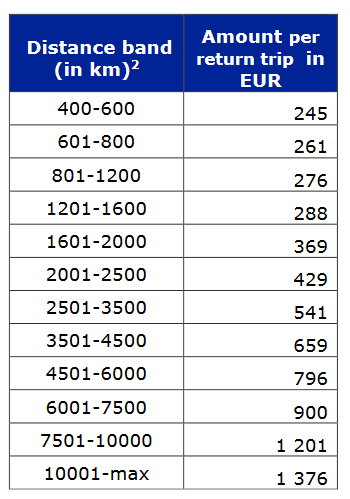 Distance band Amount per
(in km)² return trip in
EUR
400-600 245
601-800 261
801-1200 276
1201-1600 288
1601-2000 369
2001-2500 429
2501-3500 541
3501-4500 659
4501-6000 796
6001-7500 900
7501-10000 1 201
10001-max 1 376